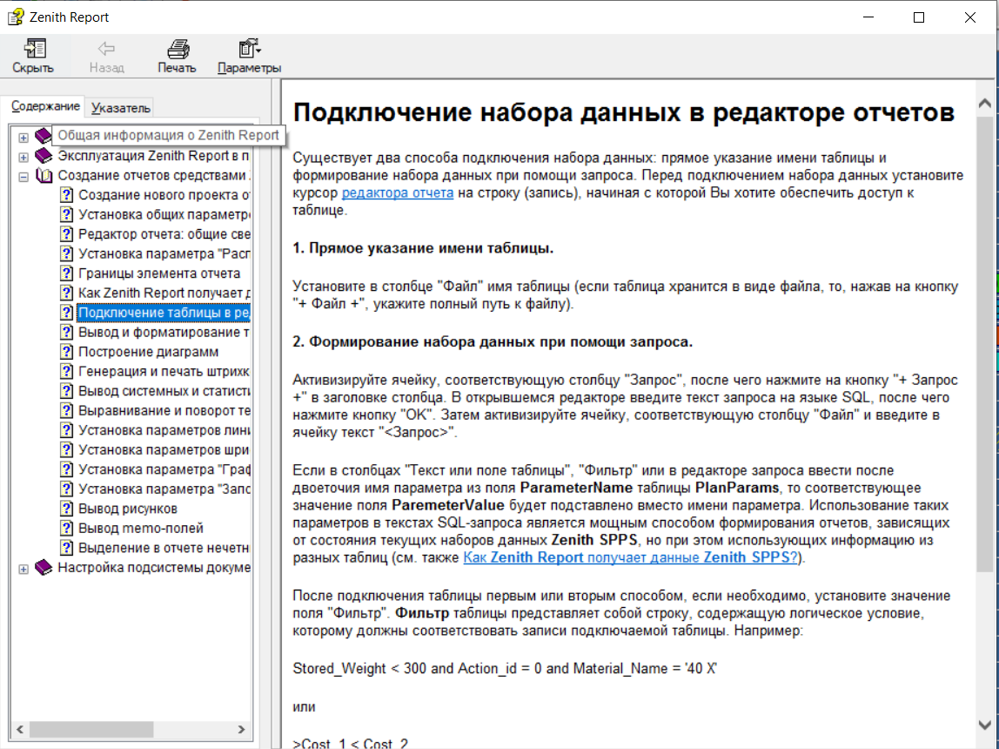 Zenith Report
Скрыть
Назад
Печать
Параметры
Содержание
Указатель
Общая информация о Zenith Report
Эксплуатация Zenith Report в п
Создание отчетов средствами
Создание нового проекта о
Установка общих параметро
Редактор отчета: общие све
Установка параметра "Расп
Границы элемента отчета
Как Zenith Report получает д
Подключение таблицы в ре
Вывод и форматирование т
Построение диаграмм
Генерация и печать штрихк
Вывод системных и статисти
Выравнивание и поворот те
Установка параметров лини
Установка параметров шри
Установка параметра "Граф
Установка параметра "Запо
Вывод рисунков
Вывод memo-полей
Выделение в отчете нечетн
Настройка подсистемы докуме
Подключение набора данных в редакторе отчетов
Существует два способа подключения набора данных: прямое указание имени таблицы и
формирование набора данных при помощи запроса. Перед подключением набора данных установите
курсор редактора отчета на строку (запись), начиная с которой Вы хотите обеспечить доступ к
таблице.
1. Прямое указание имени таблицы.
Установите в столбце "Файл" имя таблицы (если таблица хранится в виде файла, то, нажав на кнопку
"+ Файл +", укажите полный путь к файлу).
2. Формирование набора данных при помощи запроса.
Активизируйте ячейку, соответствующую столбцу "Запрос", после чего нажмите на кнопку "+ Запрос
+" в заголовке столбца. В открывшемся редакторе введите текст запроса на языке SQL, после чего
нажмите кнопку "OK". Затем активизируйте ячейку, соответствующую столбцу "Файл" и введите в
ячейку текст "<Запрос>".
Если в столбцах "Текст или поле таблицы", "Фильтр" или в редакторе запроса ввести после
двоеточия имя параметра из поля ParameterName таблицы PlanParams, то соответствующее
значение поля ParemeterValue будет подставлено вместо имени параметра. Использование таких
параметров в текстах SQL-запроса является мощным способом формирования отчетов, зависящих
от состояния текущих наборов данных Zenith SPPS, но при этом использующих информацию из
разных таблиц (см. также Как Zenith Report получает данные Zenith SPPS?).
После подключения таблицы первым или вторым способом, если необходимо, установите значение
поля "Фильтр". Фильтр таблицы представляет собой строку, содержащую логическое условие,
которому должны соответствовать записи подключаемой таблицы. Например:
Stored_Weight < 300 and Action_id = 0 and Material_Name = '40 X'
или
>Cost_1 < Cost_2